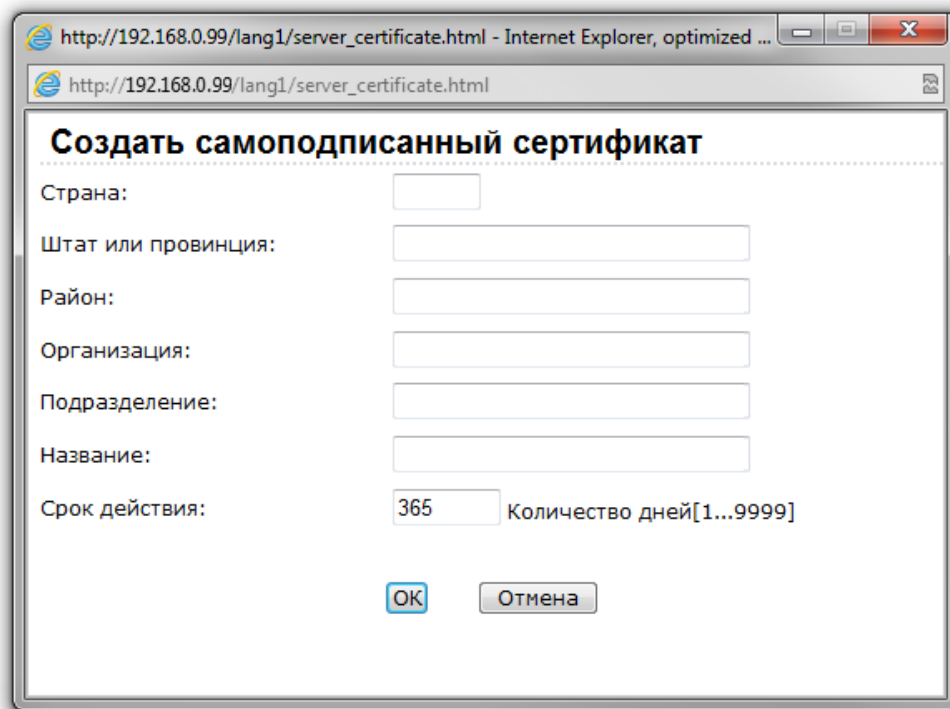 http://192.168.0.99/lang1/server_certificate.html - Internet Explorer, optimized ...
http://192.168.0.99/lang1/server_certificate.html
Создать самоподписанный сертификат
Страна:
Штат или провинция:
Район:
Организация:
Подразделение:
Название:
Срок действия: 365 Количество дней[1...9999]
OK Отмена